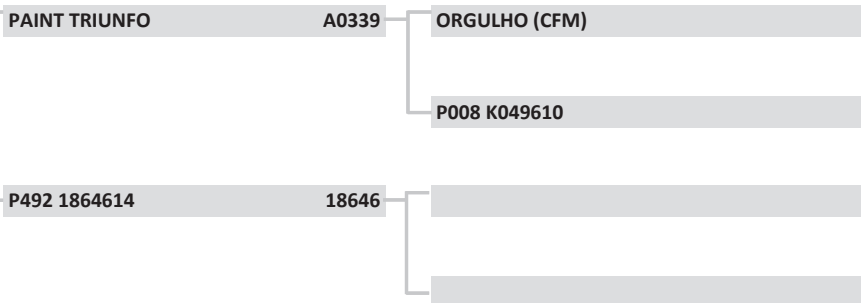 PAINT TRIUNFO A0339
ORGULHO (CFM)
P008 K049610
P492 1864614 18646